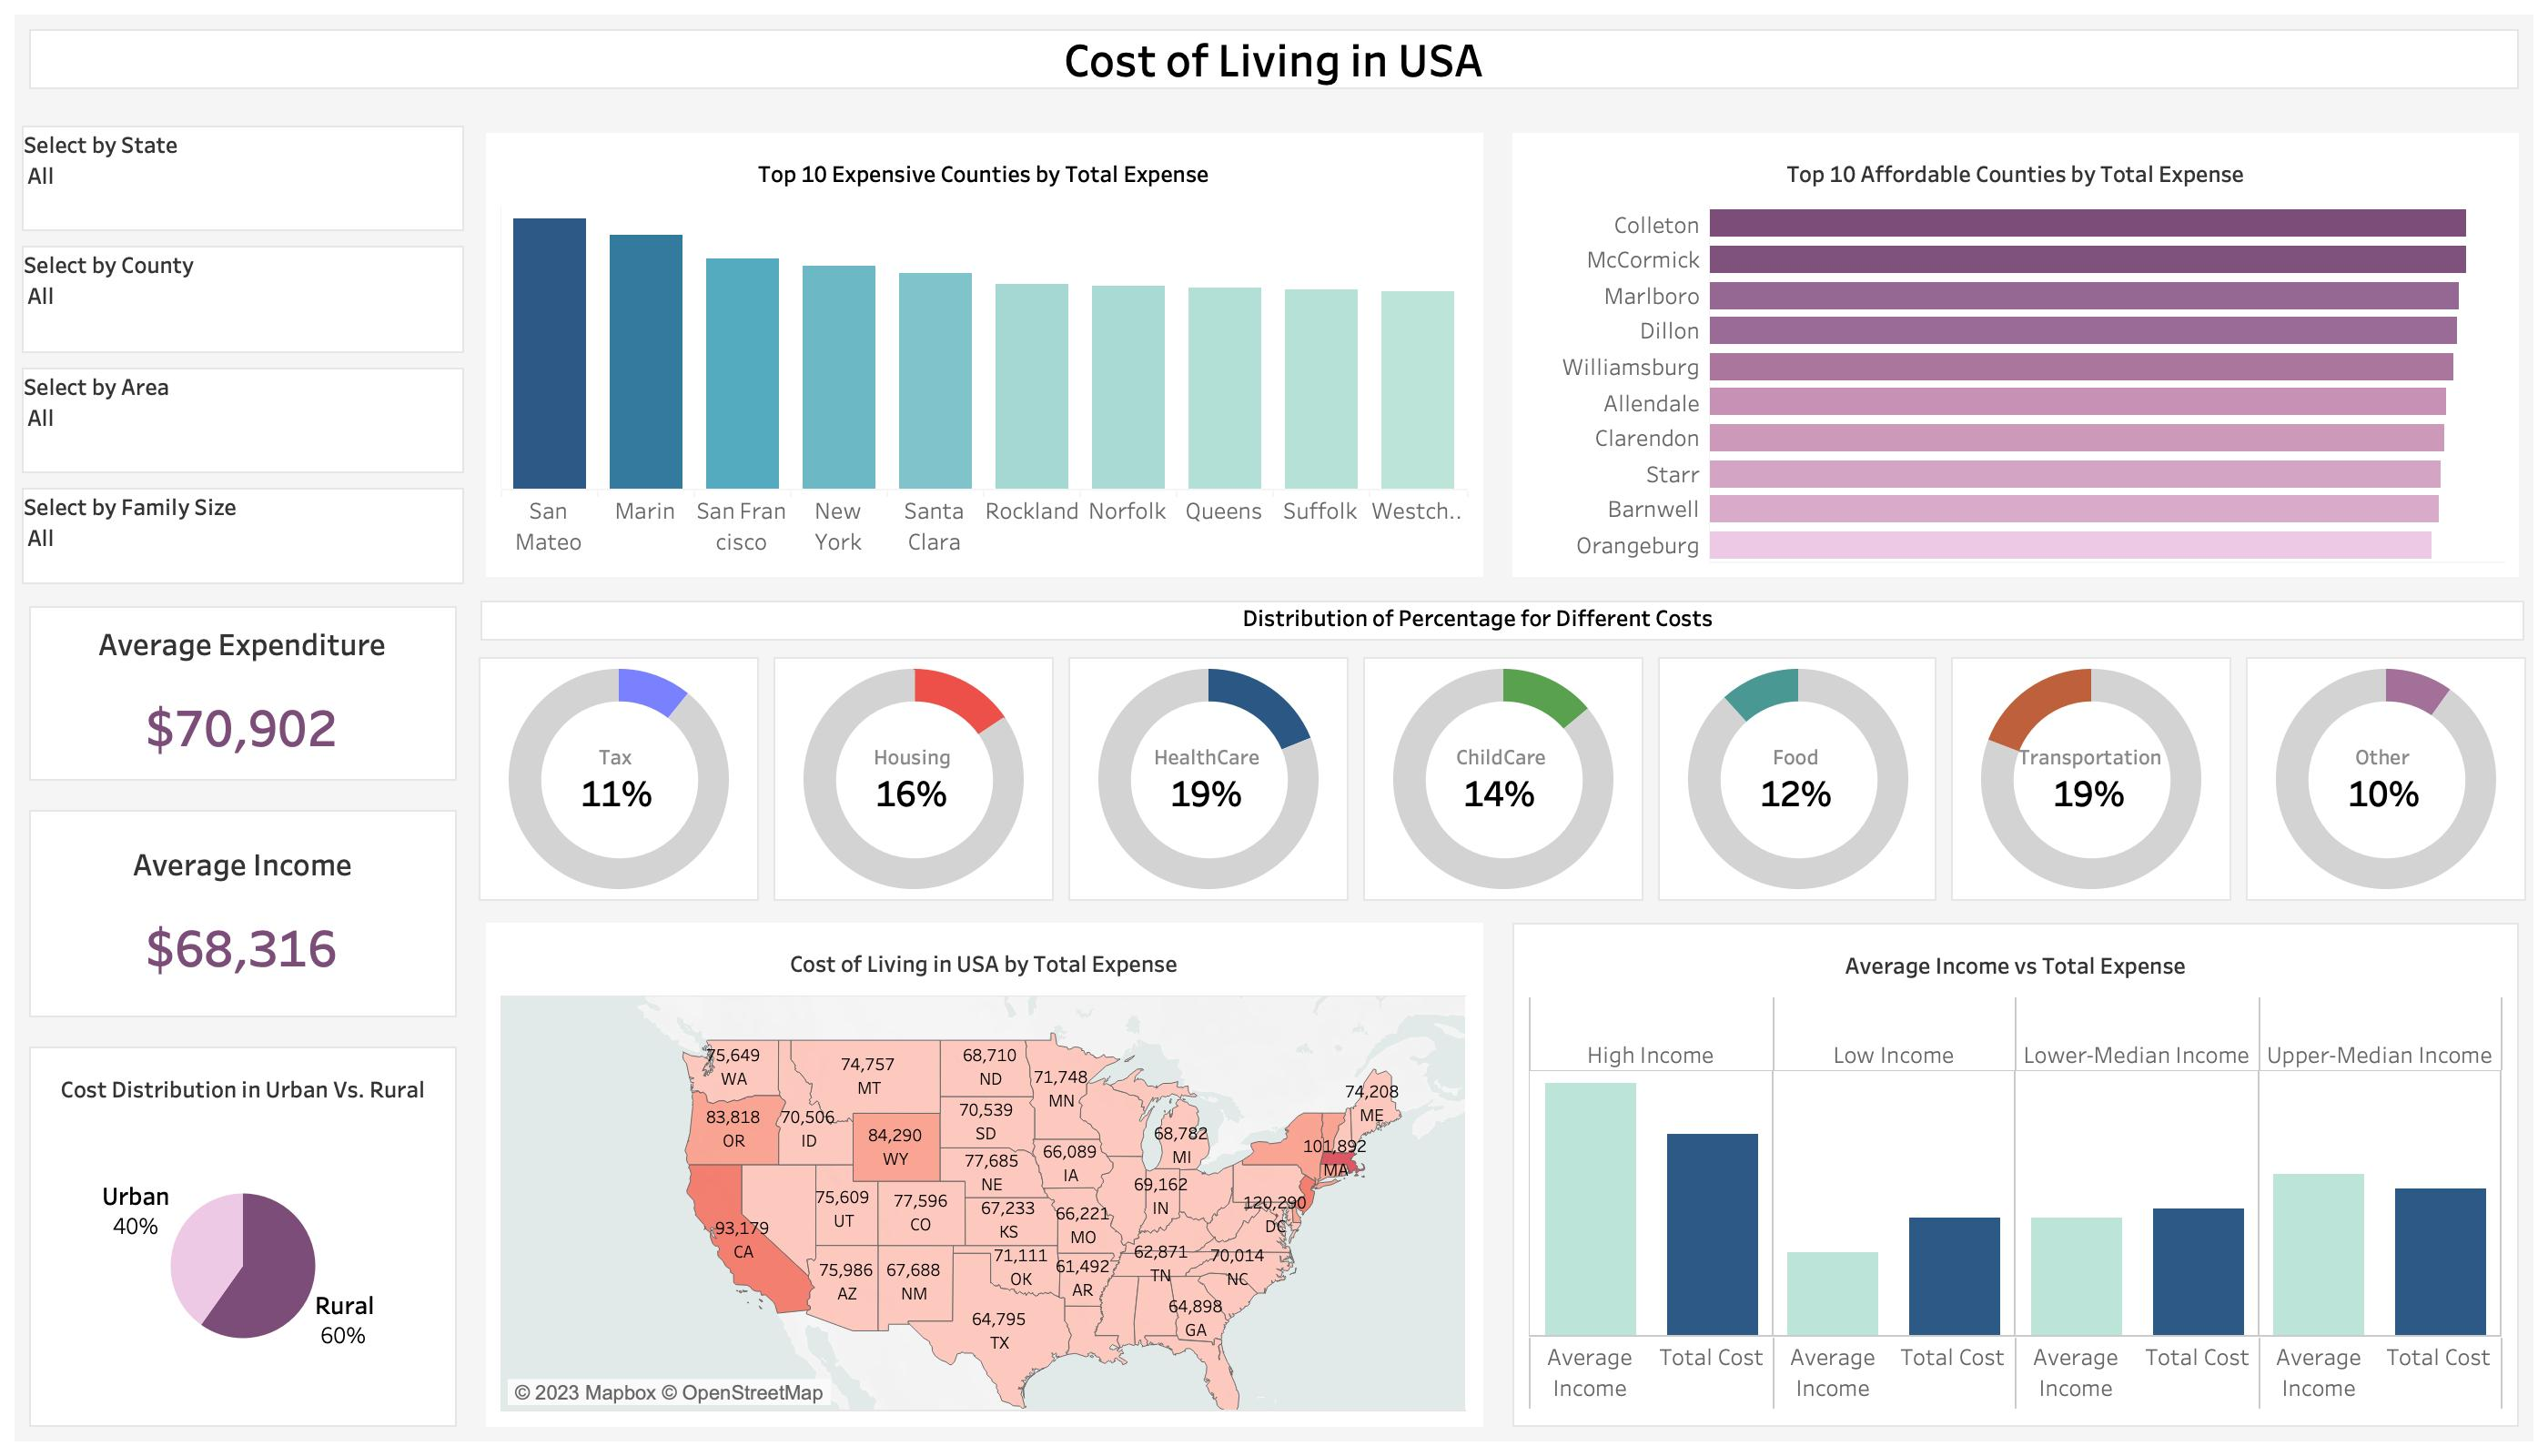 Cost of Living in USA
Select by State
All
Select by County
All
Select by Area
All
Select by Family Size
All
Top 10 Expensive Counties by Total Expense
San
Mateo
Marin
San Fran
cisco
New
York
Santa
Clara
Rockland
Norfolk
Queens
Suffolk
Westch..
Top 10 Affordable Counties by Total Expense
Colleton
McCormick
Marlboro
Dillon
Williamsburg
Allendale
Clarendon
Starr
Barnwell
Orangeburg
Average Expenditure
$70,902
Average Income
$68,316
Distribution of Percentage for Different Costs
Tax
11%
Housing
16%
HealthCare
19%
ChildCare
14%
Food
12%
Transportation
19%
Other
10%
Cost Distribution in Urban Vs. Rural
Urban
40%
Rural
60%
Cost of Living in USA by Total Expense
75,649
WA
74,757
MT
68,710
ND
71,748
MN
74,208
ME
83,818
OR
70,506
ID
84,290
WY
70,539
SD
68,782
MI
101,892
MA
77,685
NE
66,089
IA
75,609
UT
77,596
CO
67,233
KS
66,221
MO
69,162
IN
120,290
DC
93,179
CA
75,986
AZ
67,688
NM
71,111
OK
61,492
AR
62,871
TN
70,014
NC
64,795
TX
64,898
GA
© 2023 Mapbox © OpenStreetMap
Average Income vs Total Expense
High Income
Low Income
Lower-Median Income
Upper-Median Income
Average
Income
Total Cost
Average
Income
Total Cost
Average
Income
Total Cost
Average
Income
Total Cost